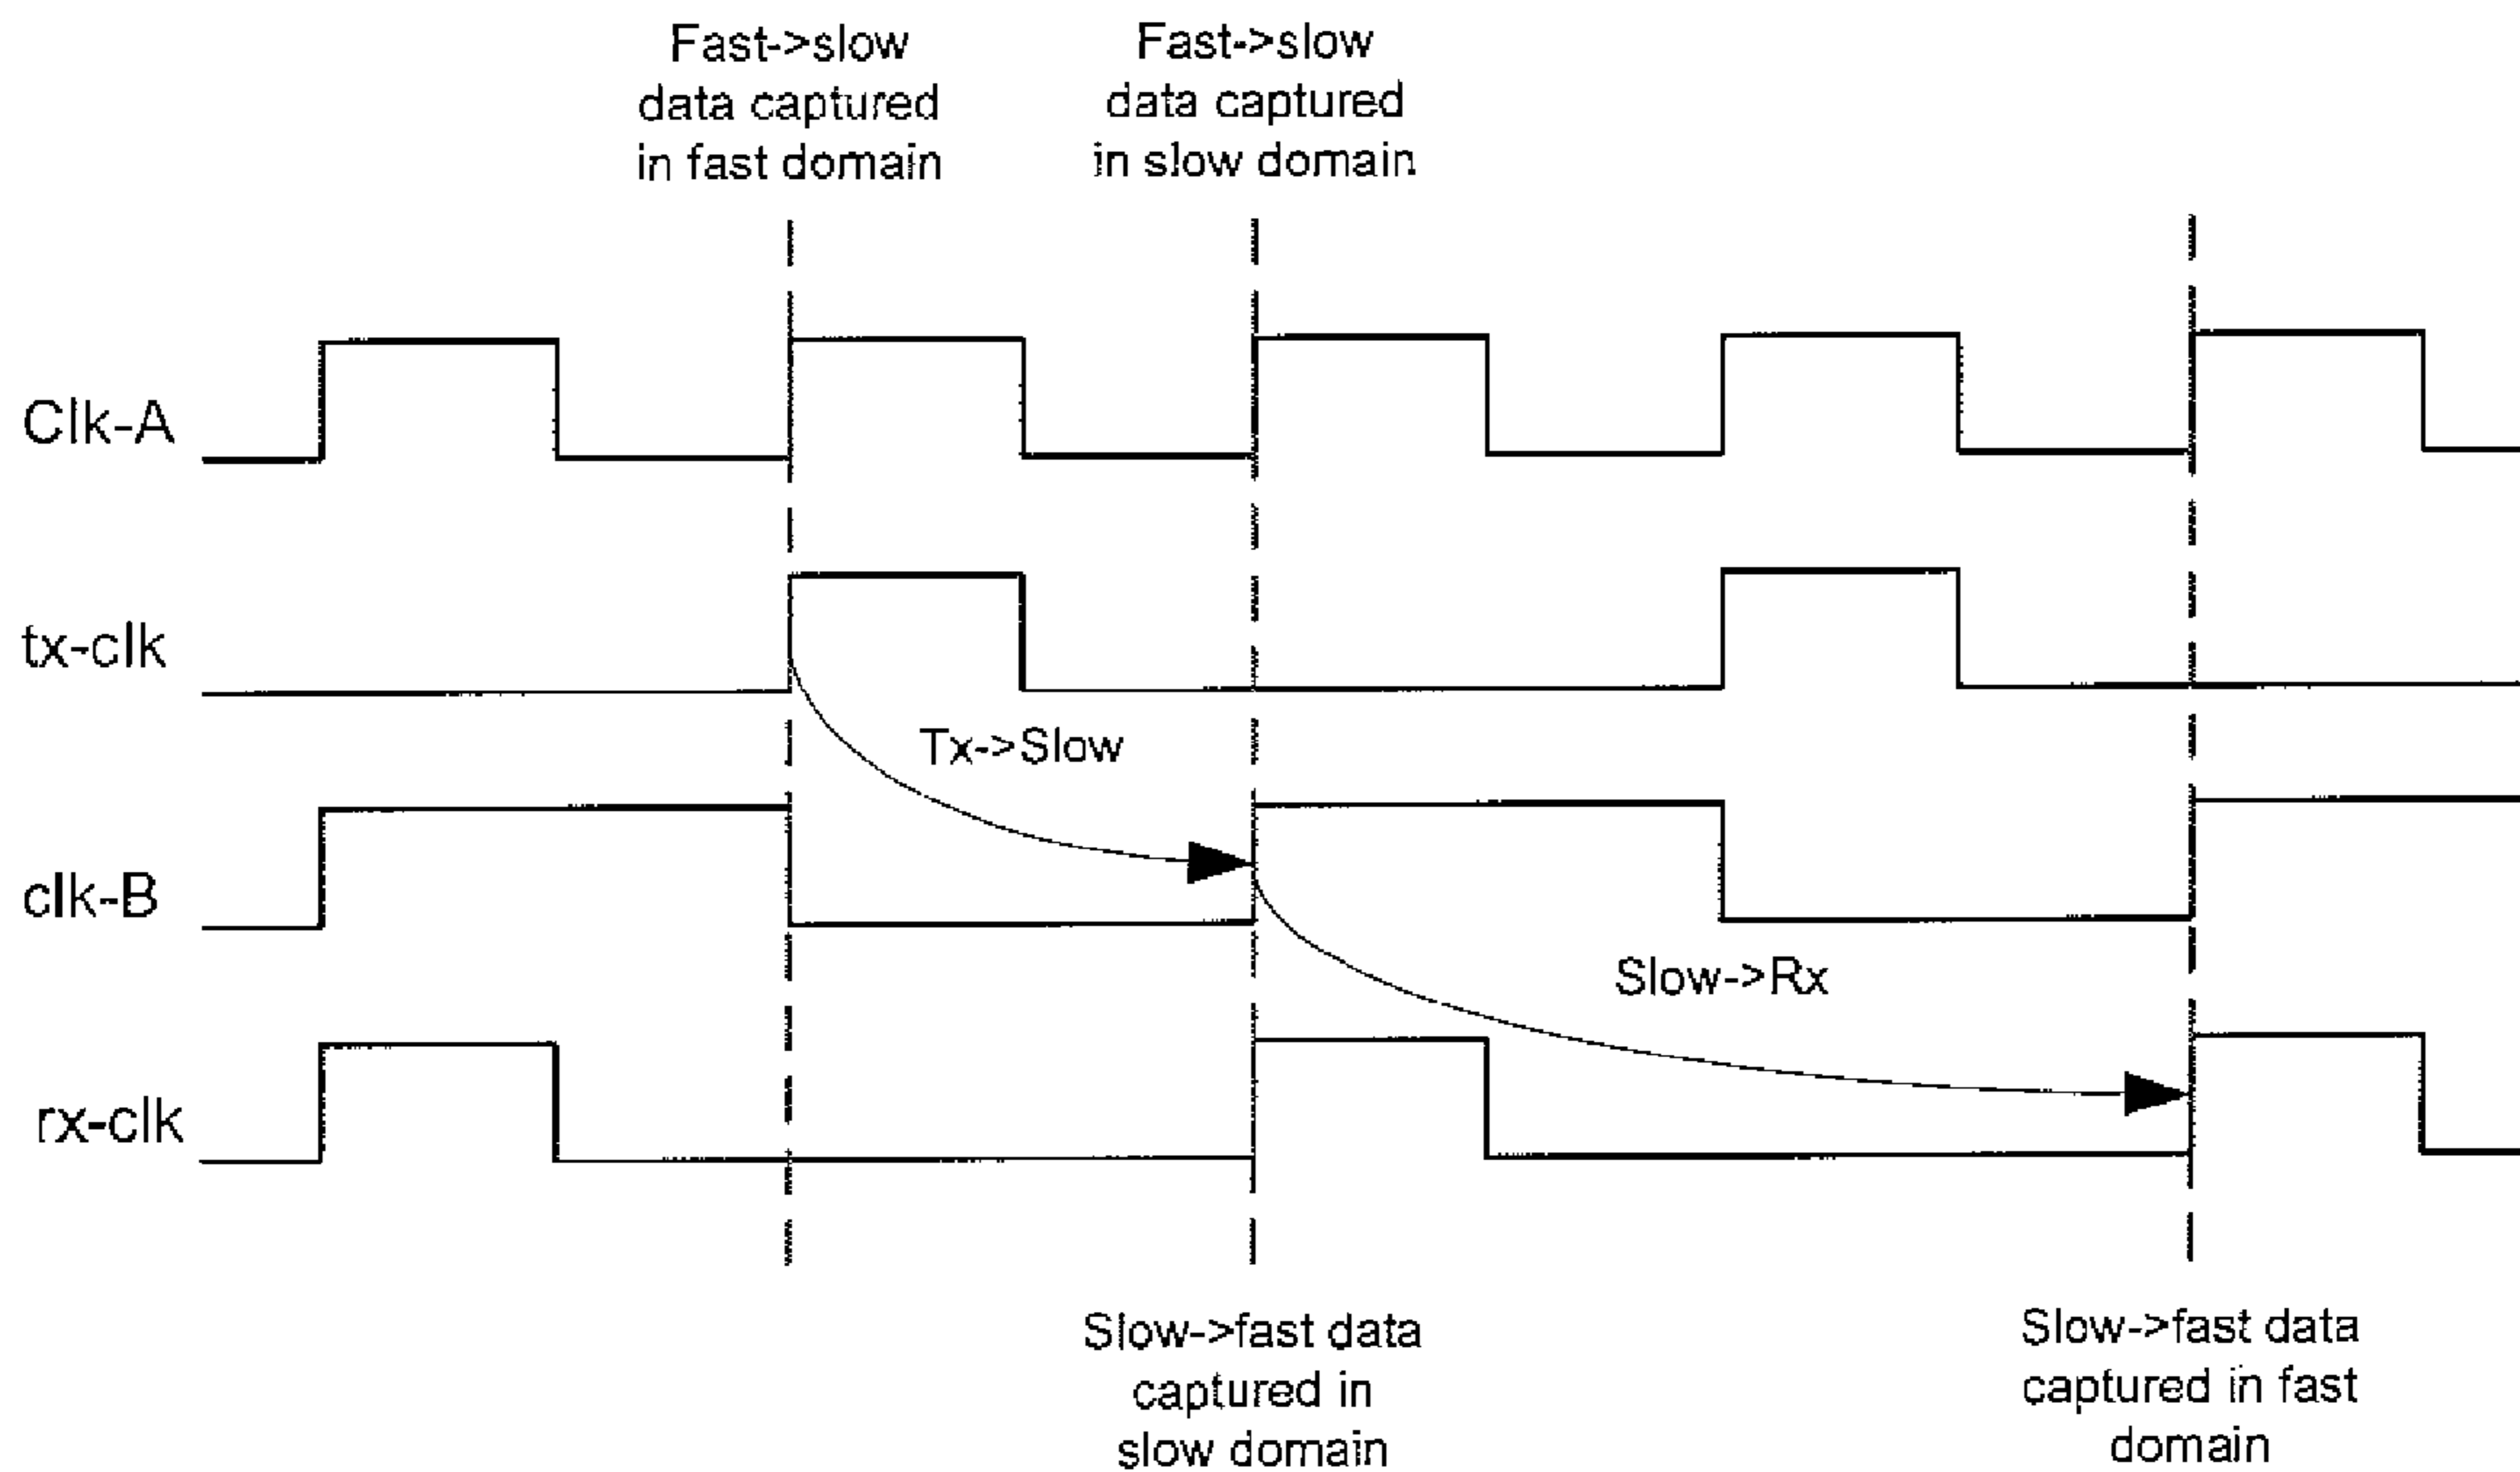 Fast->slow
data captured
in fast domain
Fast->slow
data captured
in slow domain
Clk-A
tx-clk
Tx->Slow
clk-B
Slow->Rx
rx-clk
Slow->fast data
captured in
slow domain
Slow->fast data
captured in fast
domain